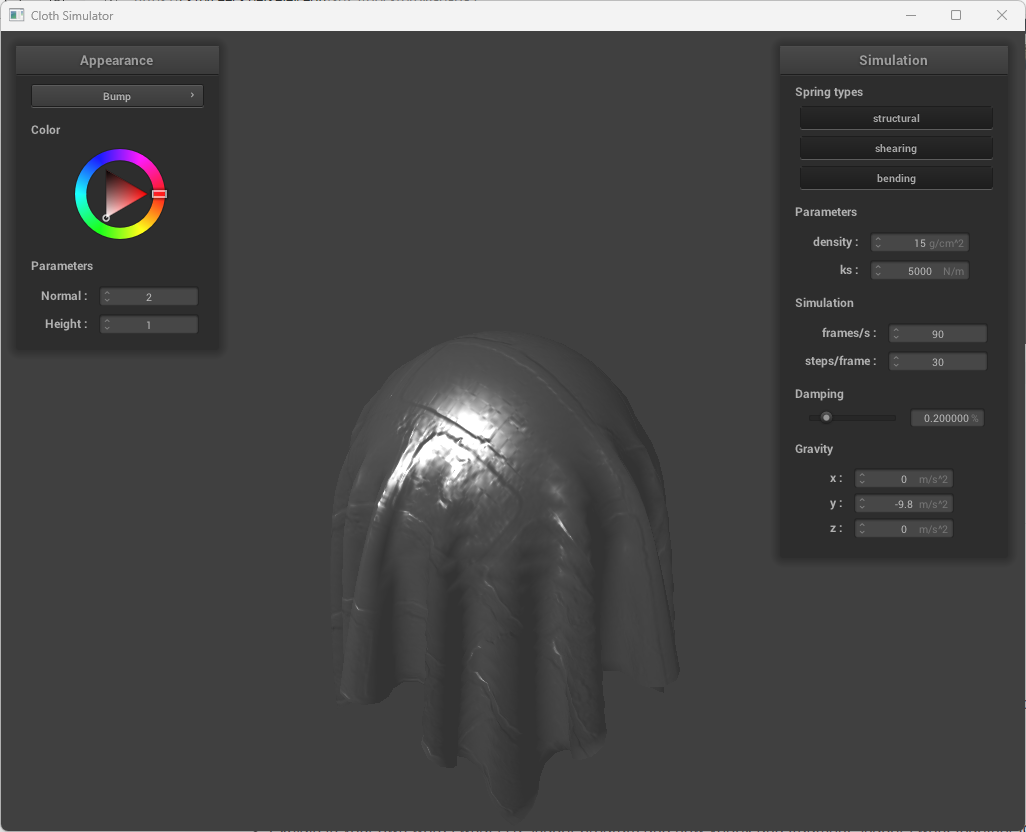 Cloth Simulator
Appearance
Bump
Color
Parameters
Normal : 2
Height : 1
Simulation
Spring types
structural
shearing
bending
Parameters
density : 15 g/cm^2
ks : 5000 N/m
Simulation
frames/s : 90
steps/frame : 30
Damping
0.200000 %
Gravity
x : 0 m/s^2
y : -9.8 m/s^2
z : 0 m/s^2